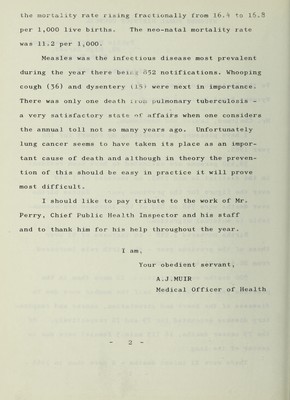 the mortality rate rising fractionally from 16.4 to 15.8
per 1,000 live births. The neo-natal mortality rate
was 11.2 per 1,000.
Measles was the infectious disease most prevalent
during the year there being 832 notifications. Whooping
cough (36) and dysentery (15) were next in importance.
There was only one death from pulmonary tuberculosis -
a very satisfactory state of affairs when one considers
the annual toll not so many years ago. Unfortunately
lung cancer seems to have taken its place as an impor-
tant cause of death and although in theory the preven-
tion of this should be easy in practice it will prove
most difficult.
I should like to pay tribute to the work of Mr.
Perry, Chief Public Health Inspector and his staff
and to thank him for his help throughout the year.
I am,
Your obedient servant,
A.J.MUIR
Medical Officer of Health
- 2 -